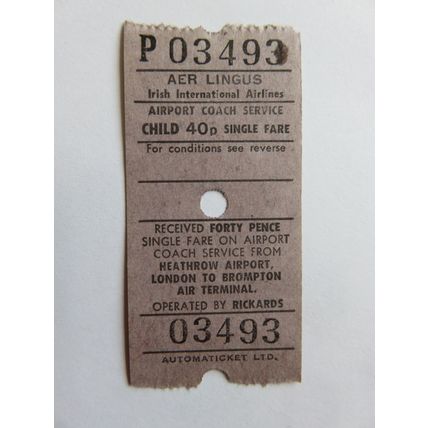 P 03493
AER LINGUS
Irish International Airlines
AIRPORT COACH SERVICE
CHILD 40p SINGLE FARE
For conditions see reverse
RECEIVED FORTY PENCE
SINGLE FARE ON AIRPORT
COACH SERVICE FROM
HEATHROW AIRPORT,
LONDON TO BROMPTON
AIR TERMINAL.
OPERATED BY RICKARDS
03493
AUTOMATICKET LTD.